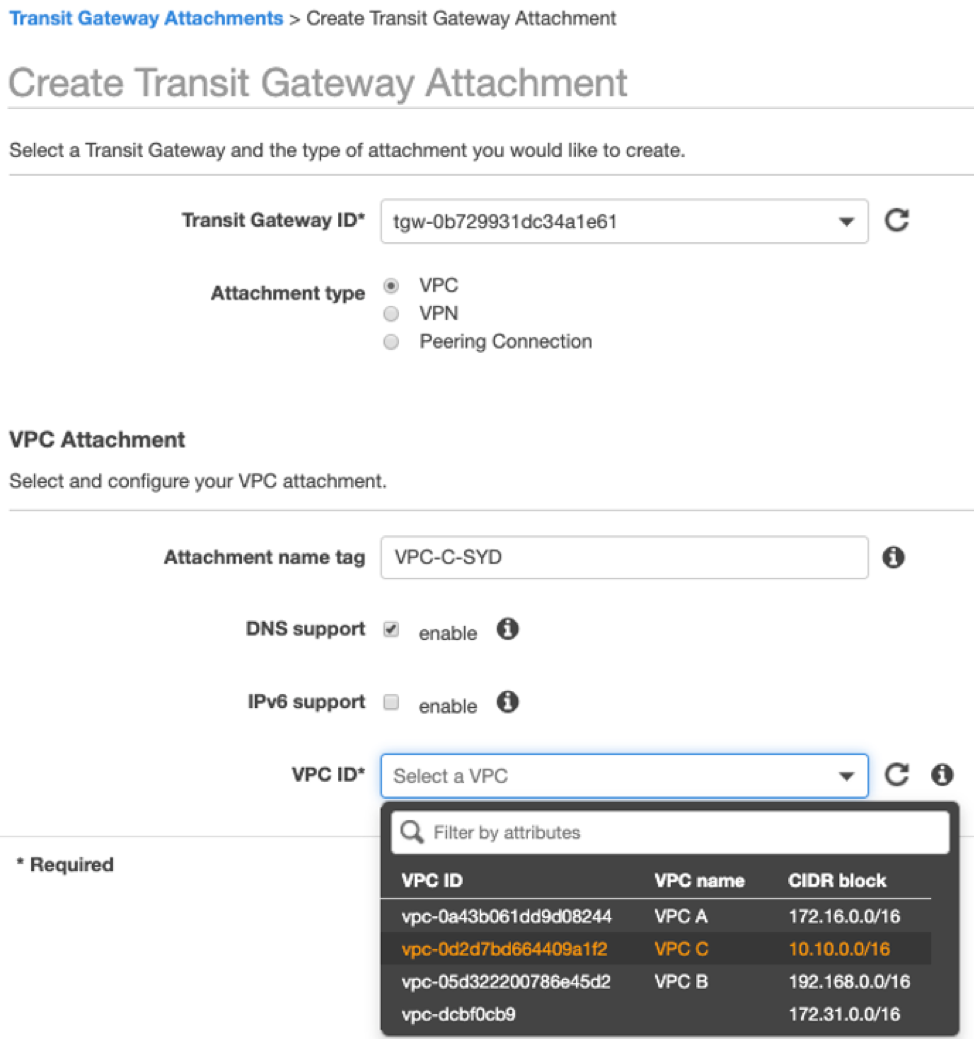 Transit Gateway Attachments > Create Transit Gateway Attachment
Create Transit Gateway Attachment
Select a Transit Gateway and the type of attachment you would like to create.
Transit Gateway ID* tgw-0b729931dc34a1e61
Attachment type VPC
VPN
Peering Connection
VPC Attachment
Select and configure your VPC attachment.
Attachment name tag VPC-C-SYD
DNS support enable
IPv6 support enable
VPC ID* Select a VPC
Filter by attributes
* Required
VPC ID VPC name CIDR block
vpc-0a43b061dd9d08244 VPC A 172.16.0.0/16
vpc-0d2d7bd664409a1f2 VPC C 10.10.0.0/16
vpc-05d322200786e45d2 VPC B 192.168.0.0/16
vpc-dcbf0cb9 172.31.0.0/16